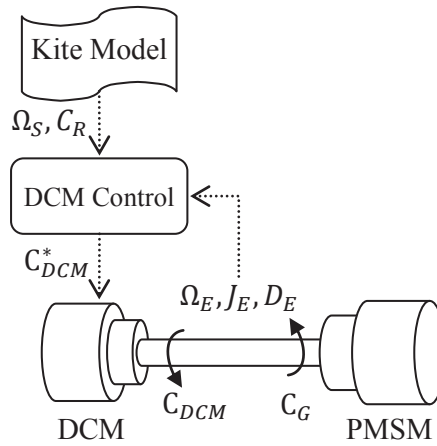 Kite Model
Ω_S, C_R
DCM Control
C*_DCM
Ω_E, J_E, D_E
C_DCM
C_G
DCM
PMSM